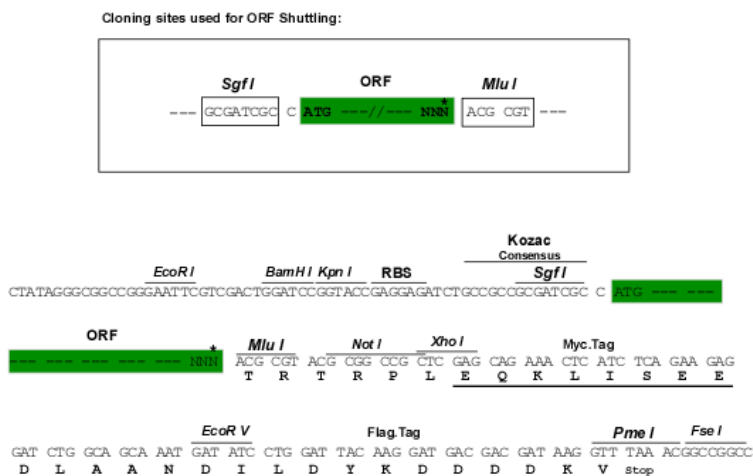 Cloning sites used for ORF Shuttling:
Sgf I ORF Mlu I
--- GCGATCGC C ATG ---//--- NNN* ACG CGT ---
Kozac
Consensus
EcoR I BamH I Kpn I RBS Sgf I
CTATAGGGCGGCCGGGAATTCGTCGACTGGATCCGGTACCGAGGAGATCTGCCGCCGCGATCGC C ATG --- ---
ORF
Mlu I Not I Xho I Myc.Tag
--- --- --- --- --- --- NNN* ACG CGT ACG CGG CCG CTC GAG CAG AAA CTC ATC TCA GAA GAG
T R T R P L E Q K L I S E E
EcoR V Flag.Tag Pme I Fse I
GAT CTG GCA GCA AAT GAT ATC CTG GAT TAC AAG GAT GAC GAC GAT AAG GTT TAA ACGGCCGGCC
D L A A N D I L D Y K D D D D K V Stop